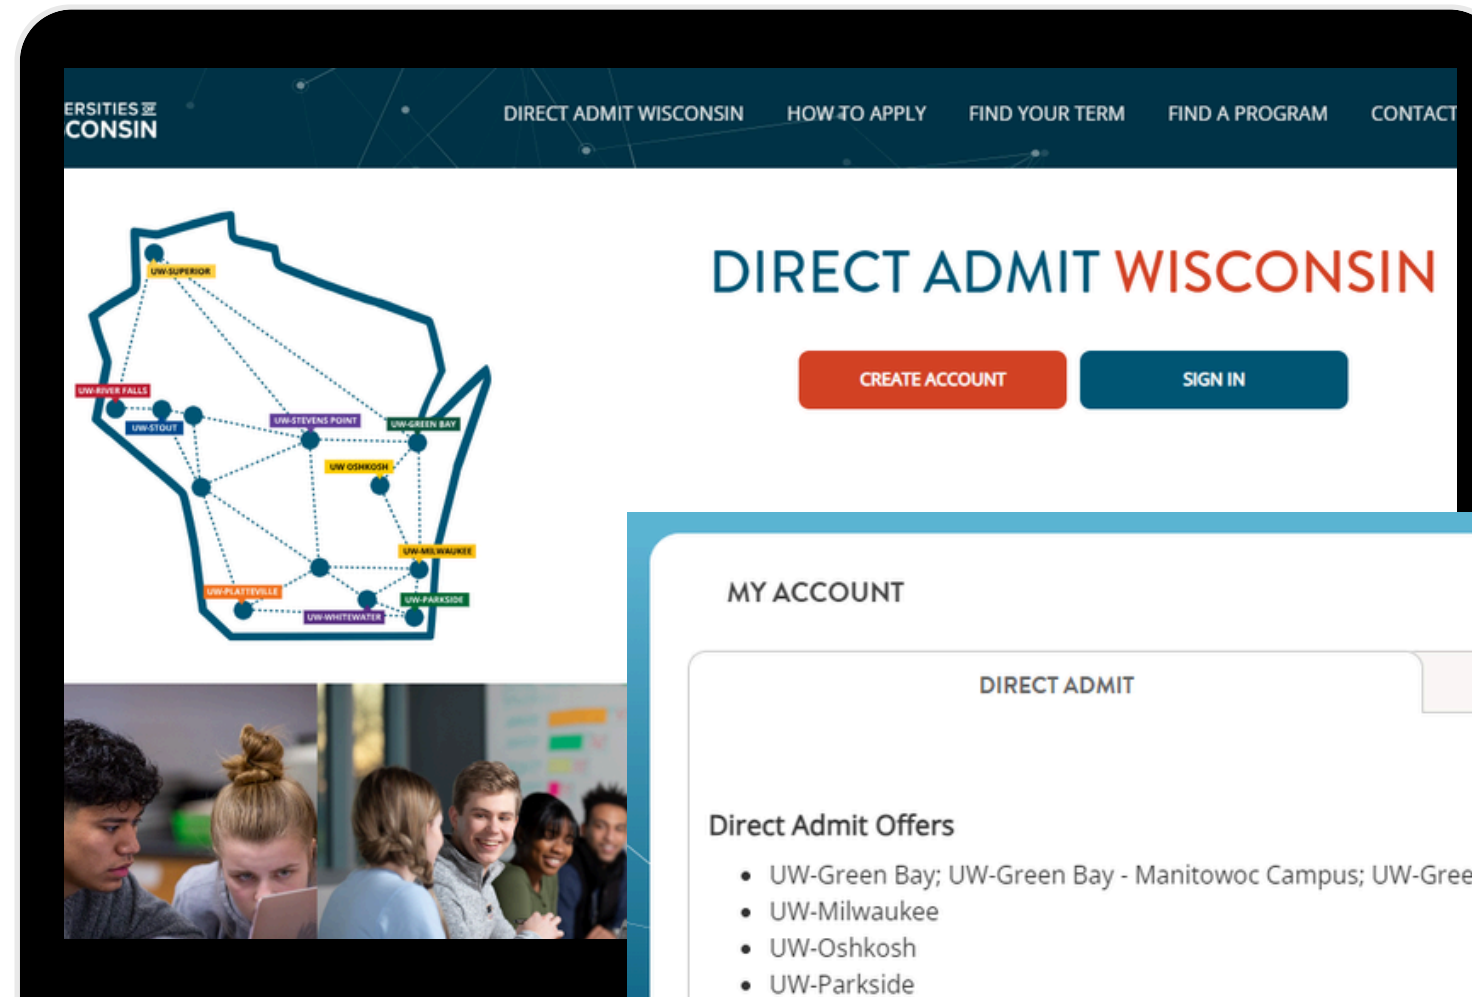 ERSITIES OF
CONSIN
DIRECT ADMIT WISCONSIN HOW TO APPLY FIND YOUR TERM FIND A PROGRAM CONTACT
DIRECT ADMIT WISCONSIN
CREATE ACCOUNT SIGN IN
UW-SUPERIOR
UW-RIVER FALLS
UW-STOUT
UW-STEVENS POINT
UW-GREEN BAY
UW OSHKOSH
UW-MILWAUKEE
UW-PLATTEVILLE
UW-PARKSIDE
UW-WHITEWATER
MY ACCOUNT
DIRECT ADMIT
Direct Admit Offers
• UW-Green Bay; UW-Green Bay - Manitowoc Campus; UW-Gree
• UW-Milwaukee
• UW-Oshkosh
• UW-Parkside